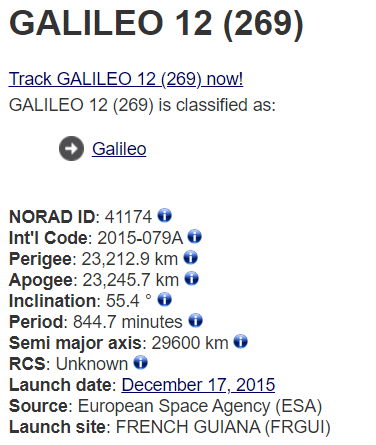 GALILEO 12 (269)
Track GALILEO 12 (269) now!
GALILEO 12 (269) is classified as:
Galileo
NORAD ID: 41174
Int'l Code: 2015-079A
Perigee: 23,212.9 km
Apogee: 23,245.7 km
Inclination: 55.4 °
Period: 844.7 minutes
Semi major axis: 29600 km
RCS: Unknown
Launch date: December 17, 2015
Source: European Space Agency (ESA)
Launch site: FRENCH GUIANA (FRGUI)